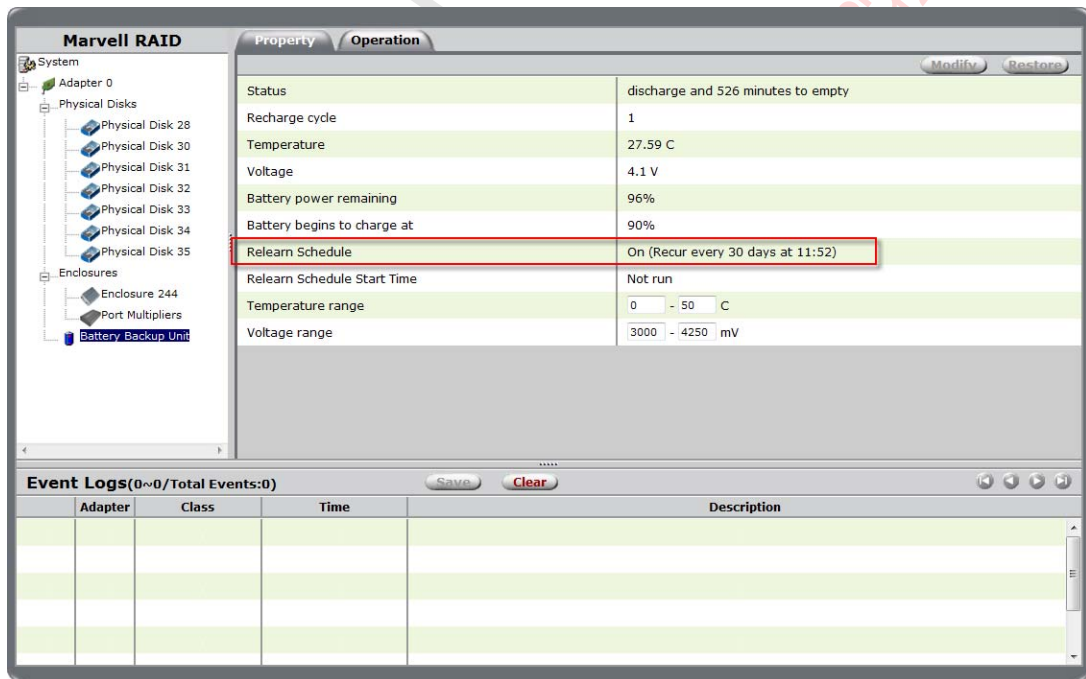 Marvell RAID
Property Operation
System
Adapter 0
Physical Disks
Physical Disk 28
Physical Disk 30
Physical Disk 31
Physical Disk 32
Physical Disk 33
Physical Disk 34
Physical Disk 35
Enclosures
Enclosure 244
Port Multipliers
Battery Backup Unit
Modify Restore
Status discharge and 526 minutes to empty
Recharge cycle 1
Temperature 27.59 C
Voltage 4.1 V
Battery power remaining 96%
Battery begins to charge at 90%
Relearn Schedule On (Recur every 30 days at 11:52)
Relearn Schedule Start Time Not run
Temperature range 0 - 50 C
Voltage range 3000 - 4250 mV
Event Logs(0~0/Total Events:0) Save Clear
Adapter Class Time Description